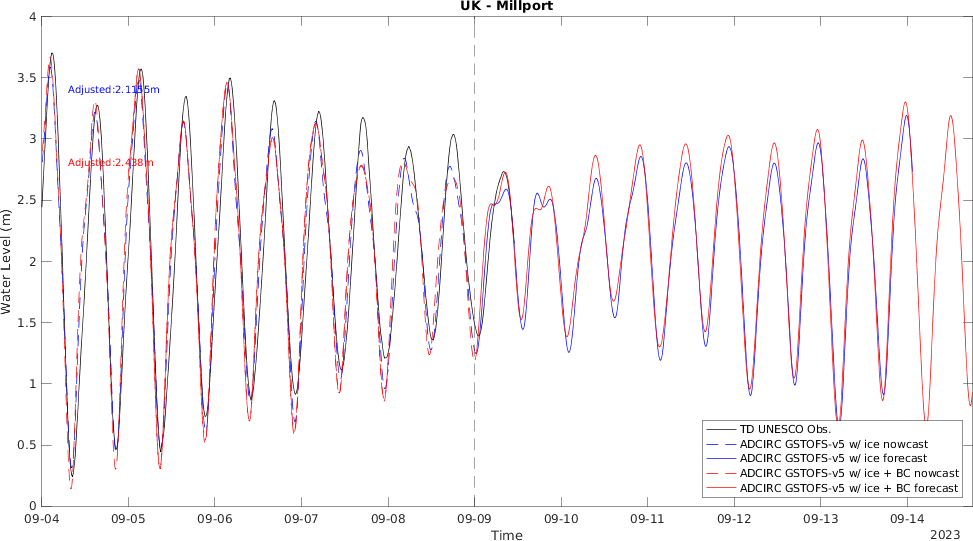 UK - Millport
4
3.5
3
2.5
2
1.5
1
0.5
0
Water Level (m)
Adjusted:2.1155m
Adjusted:2.438m
TD UNESCO Obs.
ADCIRC GSTOFS-v5 w/ ice nowcast
ADCIRC GSTOFS-v5 w/ ice forecast
ADCIRC GSTOFS-v5 w/ ice + BC nowcast
ADCIRC GSTOFS-v5 w/ ice + BC forecast
09-04 09-05 09-06 09-07 09-08 09-09 09-10 09-11 09-12 09-13 09-14
Time
2023